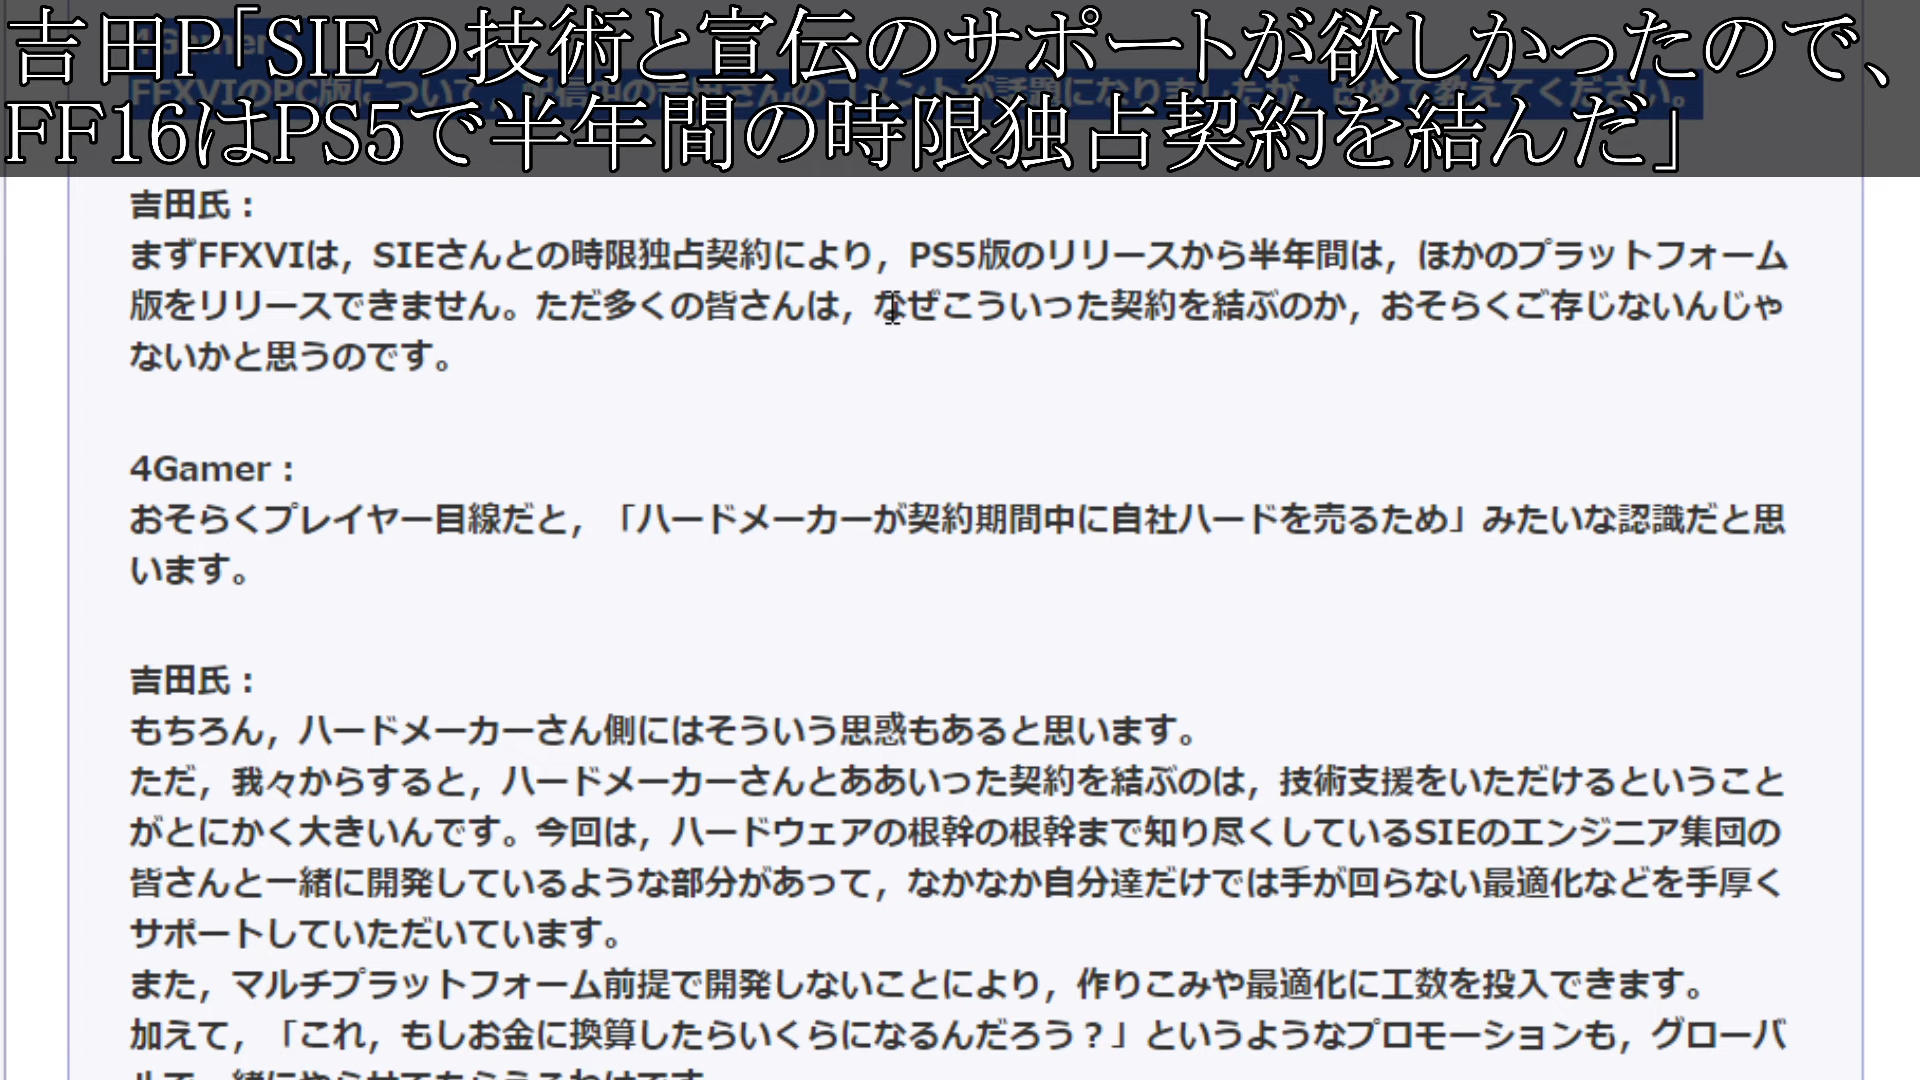 吉田P「SIEの技術と宣伝のサポートが欲しかったので、
FF16はPS5で半年間の時限独占契約を結んだ」
4Gamer
FFXVIのPC版について
吉田氏：
まずFFXVIは，SIEさんとの時限独占契約により，PS5版のリリースから半年間は，ほかのプラットフォーム
版をリリースできません。ただ多くの皆さんは，なぜこういった契約を結ぶのか，おそらくご存じないんじゃ
ないかと思うのです。
4Gamer：
おそらくプレイヤー目線だと，「ハードメーカーが契約期間中に自社ハードを売るため」みたいな認識だと思
います。
吉田氏：
もちろん，ハードメーカーさん側にはそういう思惑もあると思います。
ただ，我々からすると，ハードメーカーさんとああいった契約を結ぶのは，技術支援をいただけるということ
がとにかく大きいんです。今回は，ハードウェアの根幹の根幹まで知り尽くしているSIEのエンジニア集団の
皆さんと一緒に開発しているような部分があって，なかなか自分達だけでは手が回らない最適化などを手厚く
サポートしていただいています。
また，マルチプラットフォーム前提で開発しないことにより，作りこみや最適化に工数を投入できます。
加えて，「これ，もしお金に換算したらいくらになるんだろう？」というようなプロモーションも，グローバ